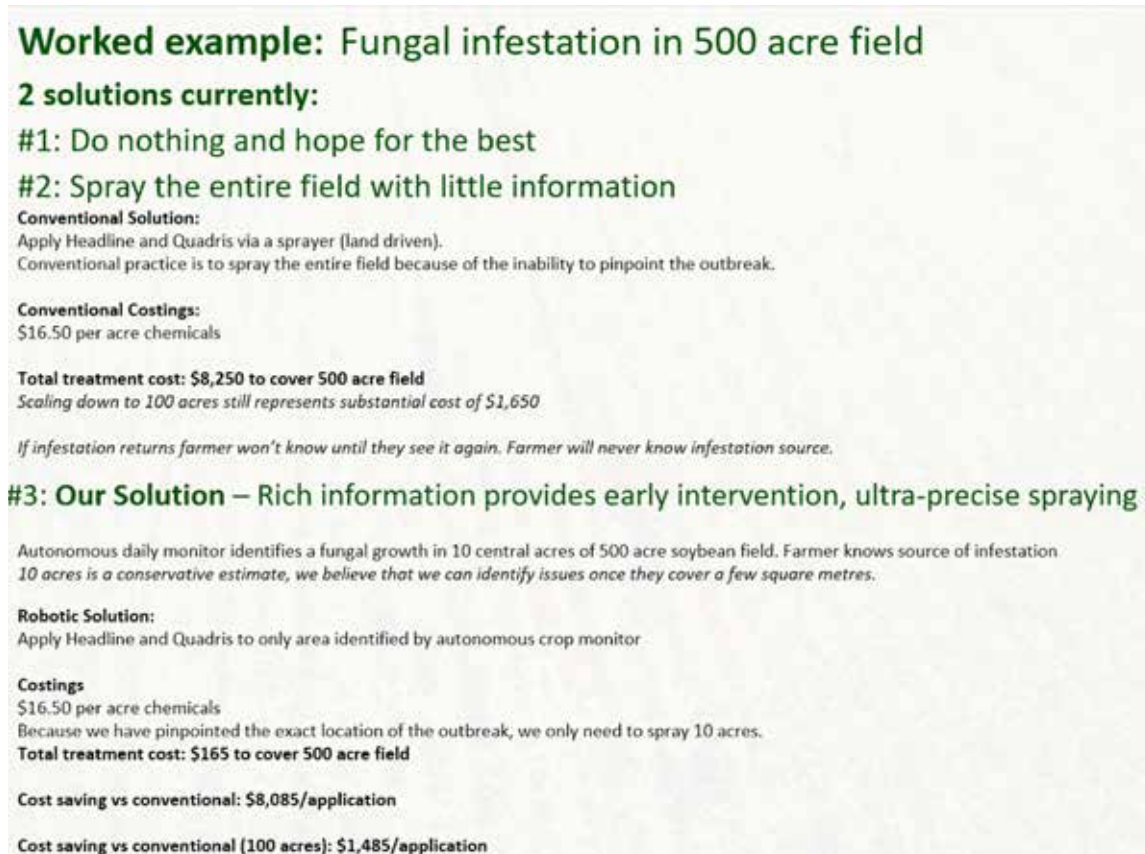 Worked example: Fungal infestation in 500 acre field
2 solutions currently:
#1: Do nothing and hope for the best
#2: Spray the entire field with little information
Conventional Solution:
Apply Headline and Quadris via a sprayer (land driven).
Conventional practice is to spray the entire field because of the inability to pinpoint the outbreak.
Conventional Costings:
$16.50 per acre chemicals
Total treatment cost: $8,250 to cover 500 acre field
Scaling down to 100 acres still represents substantial cost of $1,650
If infestation returns farmer won't know until they see it again. Farmer will never know infestation source.
#3: Our Solution – Rich information provides early intervention, ultra-precise spraying
Autonomous daily monitor identifies a fungal growth in 10 central acres of 500 acre soybean field. Farmer knows source of infestation
10 acres is a conservative estimate, we believe that we can identify issues once they cover a few square metres.
Robotic Solution:
Apply Headline and Quadris to only area identified by autonomous crop monitor
Costings
$16.50 per acre chemicals
Because we have pinpointed the exact location of the outbreak, we only need to spray 10 acres.
Total treatment cost: $165 to cover 500 acre field
Cost saving vs conventional: $8,085/application
Cost saving vs conventional (100 acres): $1,485/application